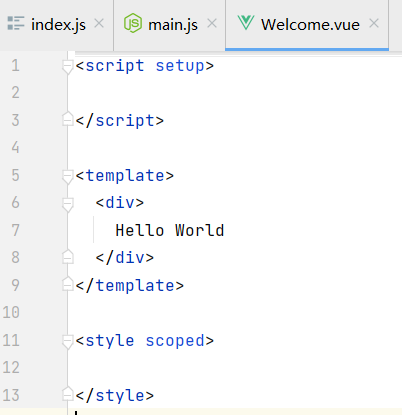 index.js × main.js × Welcome.vue ×
1 <script setup>
2
3 </script>
4
5 <template>
6   <div>
7     Hello World
8   </div>
9 </template>
10
11 <style scoped>
12
13 </style>